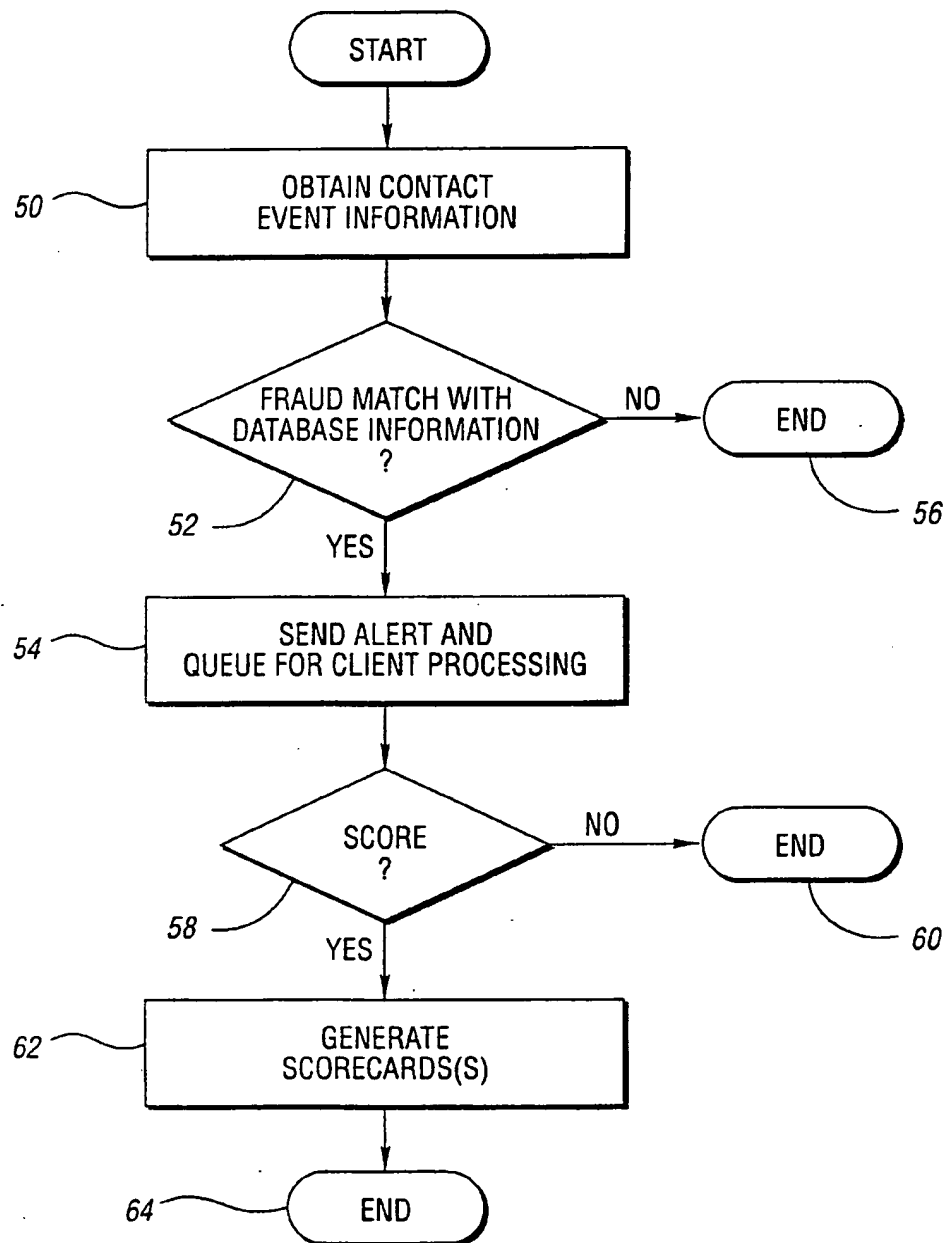 START
50
OBTAIN CONTACT
EVENT INFORMATION
FRAUD MATCH WITH
DATABASE INFORMATION
?
NO
END
52
56
YES
54
SEND ALERT AND
QUEUE FOR CLIENT PROCESSING
SCORE
?
NO
END
58
60
YES
62
GENERATE
SCORECARDS(S)
64
END